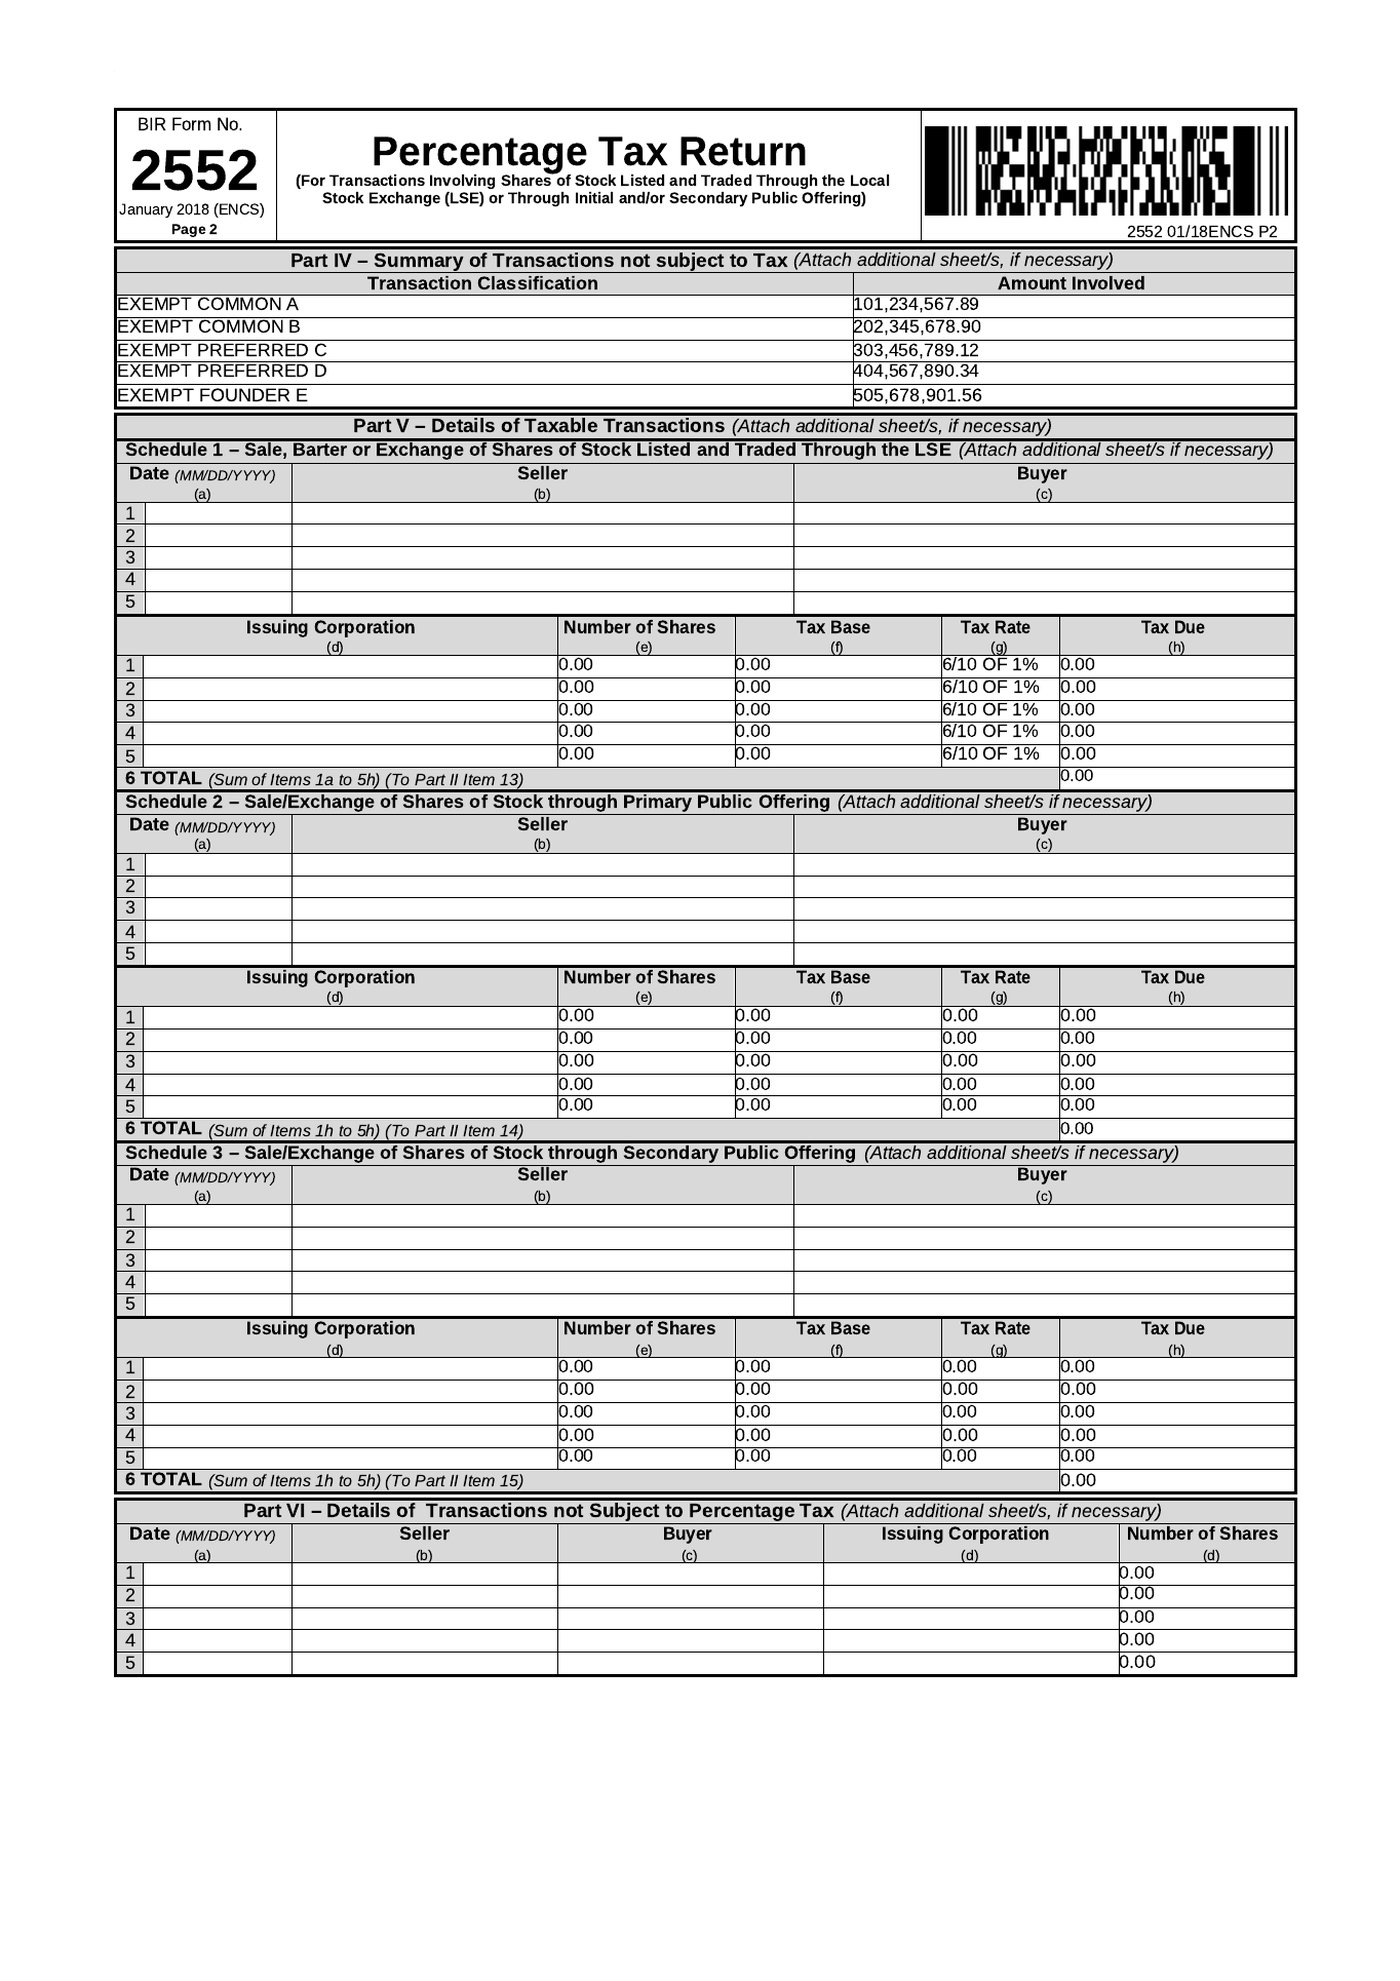 BIR Form No.
2552
January 2018 (ENCS)
Page 2
Percentage Tax Return
(For Transactions Involving Shares of Stock Listed and Traded Through the Local
Stock Exchange (LSE) or Through Initial and/or Secondary Public Offering)
2552 01/18ENCS P2
Part IV – Summary of Transactions not subject to Tax (Attach additional sheet/s, if necessary)
Transaction Classification Amount Involved
EXEMPT COMMON A 101,234,567.89
EXEMPT COMMON B 202,345,678.90
EXEMPT PREFERRED C 303,456,789.12
EXEMPT PREFERRED D 404,567,890.34
EXEMPT FOUNDER E 505,678,901.56
Part V – Details of Taxable Transactions (Attach additional sheet/s, if necessary)
Schedule 1 – Sale, Barter or Exchange of Shares of Stock Listed and Traded Through the LSE (Attach additional sheet/s if necessary)
Date (MM/DD/YYYY) Seller Buyer
(a) (b) (c)
1
2
3
4
5
Issuing Corporation Number of Shares Tax Base Tax Rate Tax Due
(d) (e) (f) (g) (h)
1 0.00 0.00 6/10 OF 1% 0.00
2 0.00 0.00 6/10 OF 1% 0.00
3 0.00 0.00 6/10 OF 1% 0.00
4 0.00 0.00 6/10 OF 1% 0.00
5 0.00 0.00 6/10 OF 1% 0.00
6 TOTAL (Sum of Items 1a to 5h) (To Part II Item 13) 0.00
Schedule 2 – Sale/Exchange of Shares of Stock through Primary Public Offering (Attach additional sheet/s if necessary)
Date (MM/DD/YYYY) Seller Buyer
(a) (b) (c)
1
2
3
4
5
Issuing Corporation Number of Shares Tax Base Tax Rate Tax Due
(d) (e) (f) (g) (h)
1 0.00 0.00 0.00 0.00
2 0.00 0.00 0.00 0.00
3 0.00 0.00 0.00 0.00
4 0.00 0.00 0.00 0.00
5 0.00 0.00 0.00 0.00
6 TOTAL (Sum of Items 1h to 5h) (To Part II Item 14) 0.00
Schedule 3 – Sale/Exchange of Shares of Stock through Secondary Public Offering (Attach additional sheet/s if necessary)
Date (MM/DD/YYYY) Seller Buyer
(a) (b) (c)
1
2
3
4
5
Issuing Corporation Number of Shares Tax Base Tax Rate Tax Due
(d) (e) (f) (g) (h)
1 0.00 0.00 0.00 0.00
2 0.00 0.00 0.00 0.00
3 0.00 0.00 0.00 0.00
4 0.00 0.00 0.00 0.00
5 0.00 0.00 0.00 0.00
6 TOTAL (Sum of Items 1h to 5h) (To Part II Item 15) 0.00
Part VI – Details of Transactions not Subject to Percentage Tax (Attach additional sheet/s, if necessary)
Date (MM/DD/YYYY) Seller Buyer Issuing Corporation Number of Shares
(a) (b) (c) (d) (d)
1 0.00
2 0.00
3 0.00
4 0.00
5 0.00